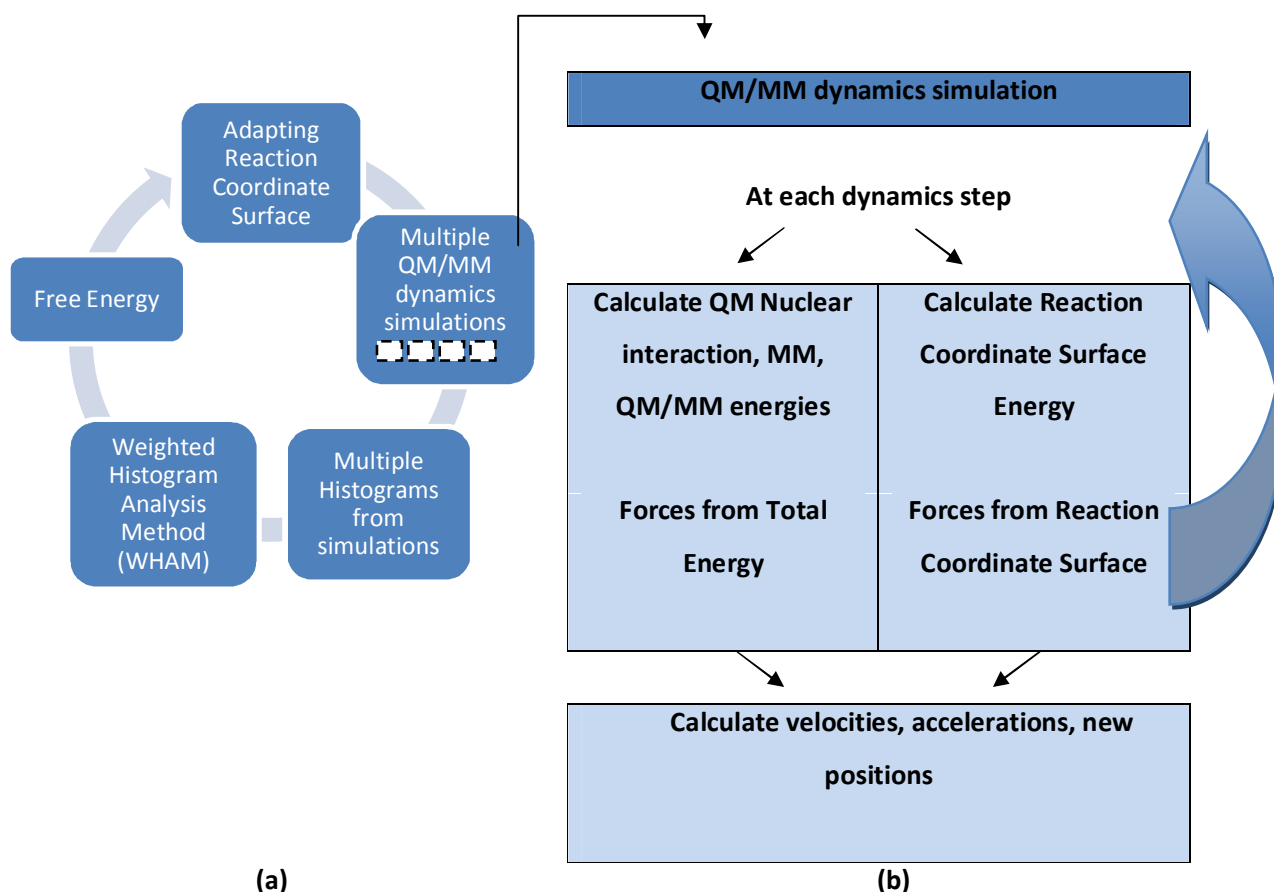 Adapting
Reaction
Coordinate
Surface
Multiple
QM/MM
dynamics
simulations
Multiple
Histograms
from
simulations
Weighted
Histogram
Analysis
Method
(WHAM)
Free Energy
(a)
QM/MM dynamics simulation
At each dynamics step
Calculate QM Nuclear
interaction, MM,
QM/MM energies
Forces from Total
Energy
Calculate Reaction
Coordinate Surface
Energy
Forces from Reaction
Coordinate Surface
Calculate velocities, accelerations, new
positions
(b)